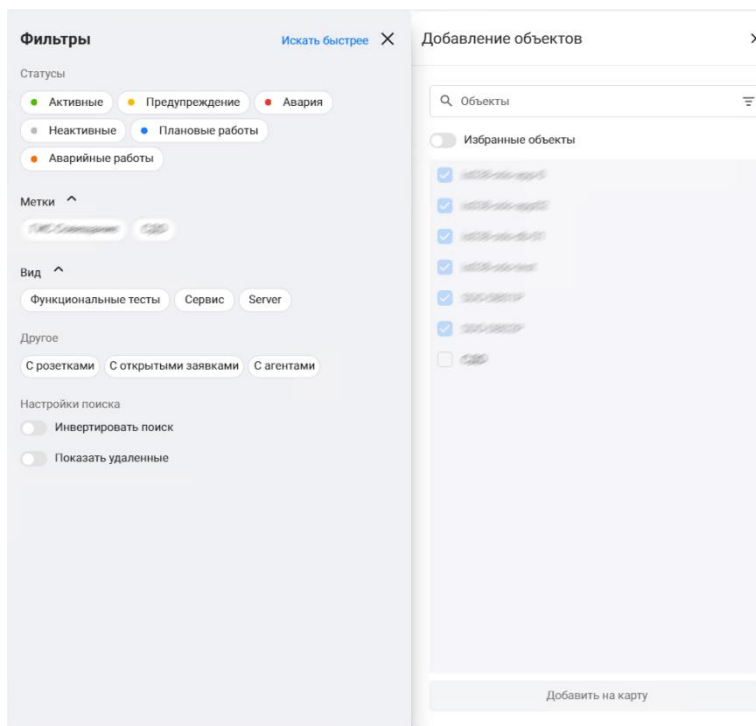 Фильтры
Искать быстрее
Статусы
Активные
Предупреждение
Авария
Неактивные
Плановые работы
Аварийные работы
Метки
Вид
Функциональные тесты
Сервис
Server
Другое
С розетками
С открытыми заявками
С агентами
Настройки поиска
Инвертировать поиск
Показать удаленные
Добавление объектов
Объекты
Избранные объекты
Добавить на карту